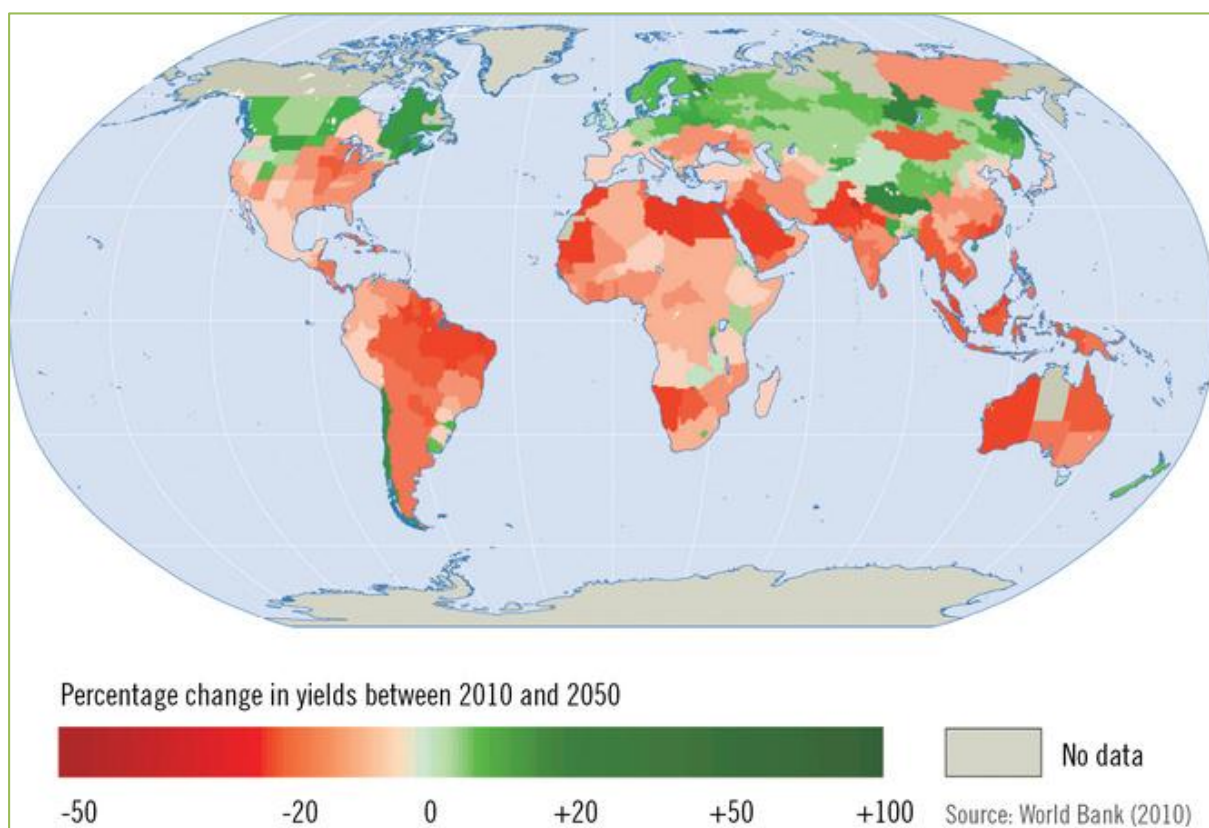 Percentage change in yields between 2010 and 2050
-50 -20 0 +20 +50 +100
No data
Source: World Bank (2010)